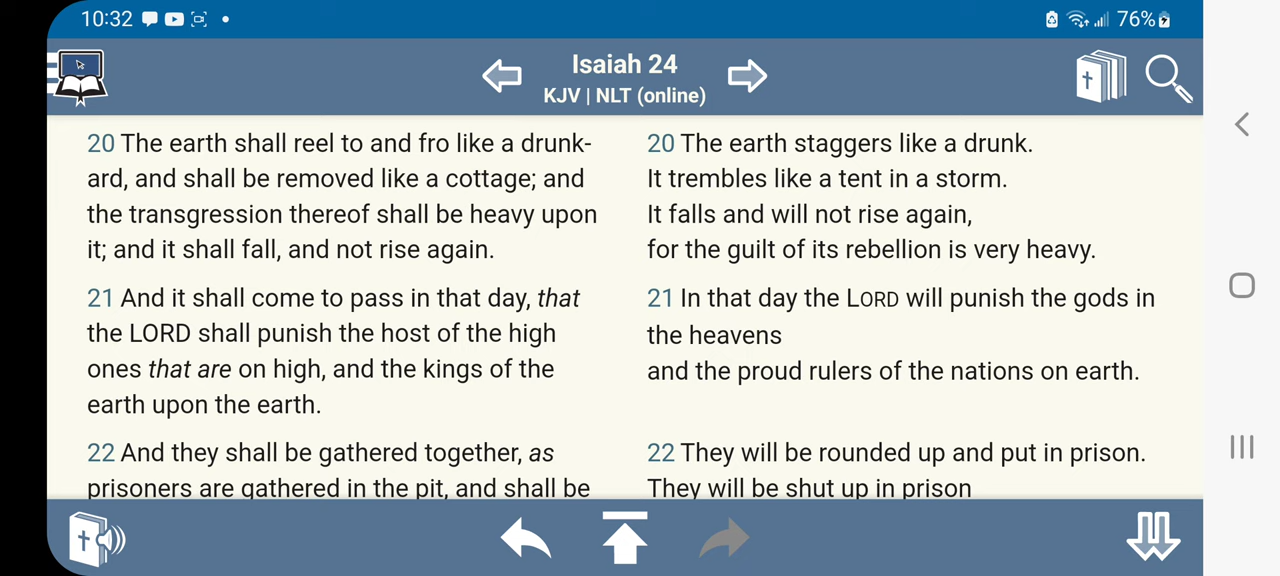 10:32
76%
Isaiah 24
KJV | NLT (online)
20 The earth shall reel to and fro like a drunk-
ard, and shall be removed like a cottage; and
the transgression thereof shall be heavy upon
it; and it shall fall, and not rise again.
21 And it shall come to pass in that day, that
the LORD shall punish the host of the high
ones that are on high, and the kings of the
earth upon the earth.
22 And they shall be gathered together, as
prisoners are gathered in the pit, and shall be
20 The earth staggers like a drunk.
It trembles like a tent in a storm.
It falls and will not rise again,
for the guilt of its rebellion is very heavy.
21 In that day the LORD will punish the gods in
the heavens
and the proud rulers of the nations on earth.
22 They will be rounded up and put in prison.
They will be shut up in prison